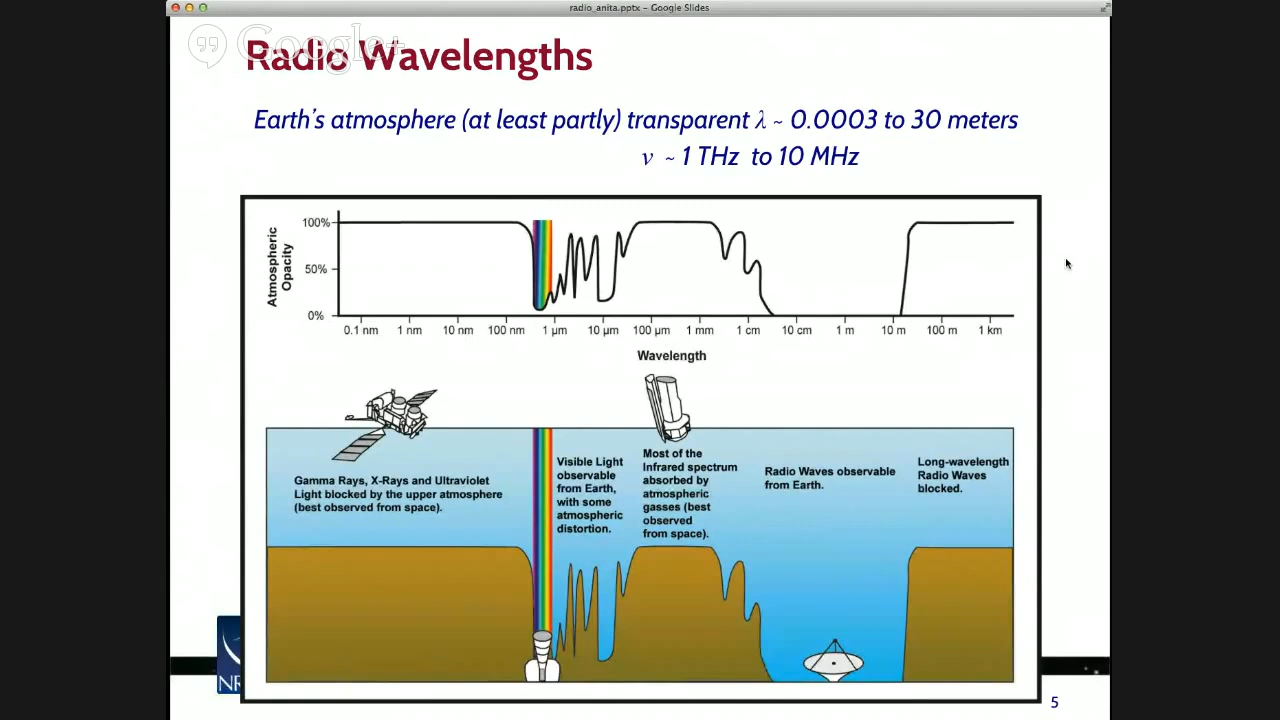 radio_anita.pptx – Google Slides
Google+
Radio Wavelengths
Earth's atmosphere (at least partly) transparent λ ~ 0.0003 to 30 meters
ν ~ 1 THz to 10 MHz
Atmospheric
Opacity
100%
50%
0%
0.1 nm 1 nm 10 nm 100 nm 1 μm 10 μm 100 μm 1 mm 1 cm 10 cm 1 m 10 m 100 m 1 km
Wavelength
Gamma Rays, X-Rays and Ultraviolet
Light blocked by the upper atmosphere
(best observed from space).
Visible Light
observable
from Earth,
with some
atmospheric
distortion.
Most of the
Infrared spectrum
absorbed by
atmospheric
gasses (best
observed
from space).
Radio Waves observable
from Earth.
Long-wavelength
Radio Waves
blocked.
NR
5